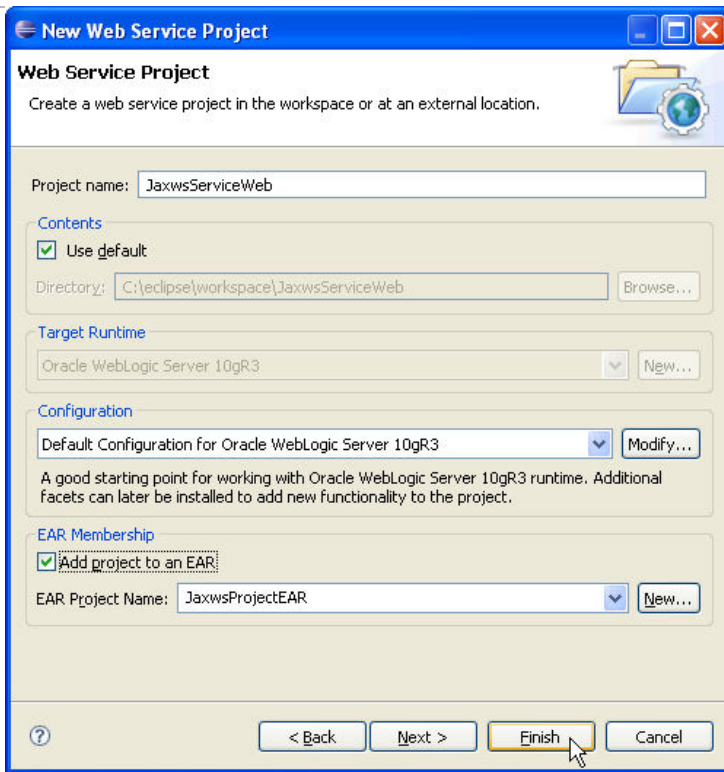 New Web Service Project
Web Service Project
Create a web service project in the workspace or at an external location.
Project name: JaxwsServiceWeb
Contents
Use default
Directory: C:\eclipse\workspace\JaxwsServiceWeb Browse...
Target Runtime
Oracle WebLogic Server 10gR3 New...
Configuration
Default Configuration for Oracle WebLogic Server 10gR3 Modify...
A good starting point for working with Oracle WebLogic Server 10gR3 runtime. Additional
facets can later be installed to add new functionality to the project.
EAR Membership
Add project to an EAR
EAR Project Name: JaxwsProjectEAR New...
? < Back Next > Finish Cancel